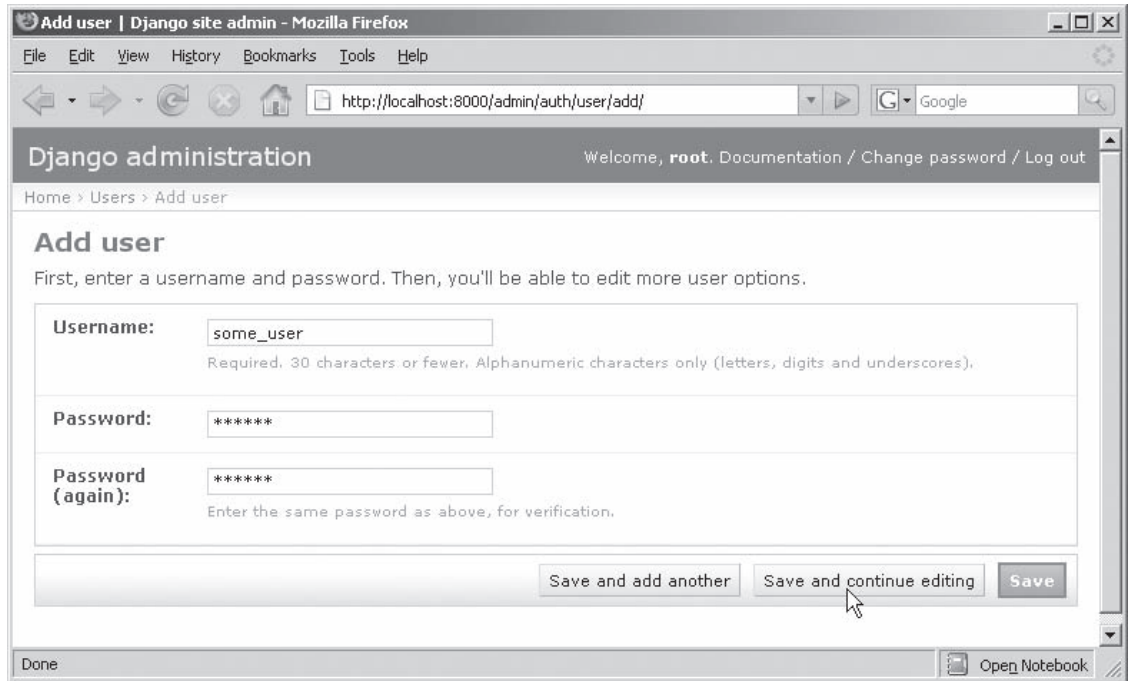 Add user | Django site admin - Mozilla Firefox
File Edit View History Bookmarks Tools Help
http://localhost:8000/admin/auth/user/add/
G Google
Django administration
Welcome, root. Documentation / Change password / Log out
Home > Users > Add user
Add user
First, enter a username and password. Then, you'll be able to edit more user options.
Username: some_user
Required. 30 characters or fewer. Alphanumeric characters only (letters, digits and underscores).
Password: ******
Password (again): ******
Enter the same password as above, for verification.
Save and add another Save and continue editing Save
Done Open Notebook